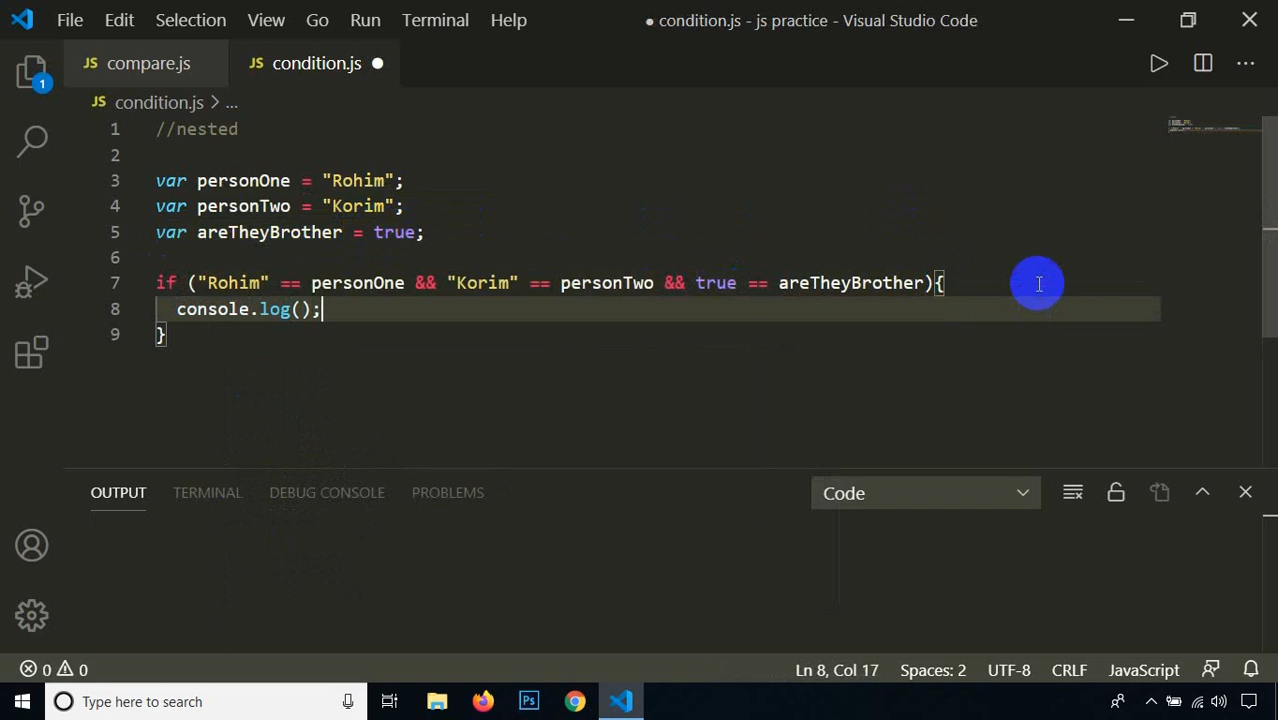 File Edit Selection View Go Run Terminal Help ● condition.js - js practice - Visual Studio Code
JS compare.js JS condition.js ●
1
JS condition.js > ...
1 //nested
2
3 var personOne = "Rohim";
4 var personTwo = "Korim";
5 var areTheyBrother = true;
6
7 if ("Rohim" == personOne && "Korim" == personTwo && true == areTheyBrother){
8 console.log();
9 }
OUTPUT TERMINAL DEBUG CONSOLE PROBLEMS Code
0 0 Ln 8, Col 17 Spaces: 2 UTF-8 CRLF JavaScript
Type here to search Ps